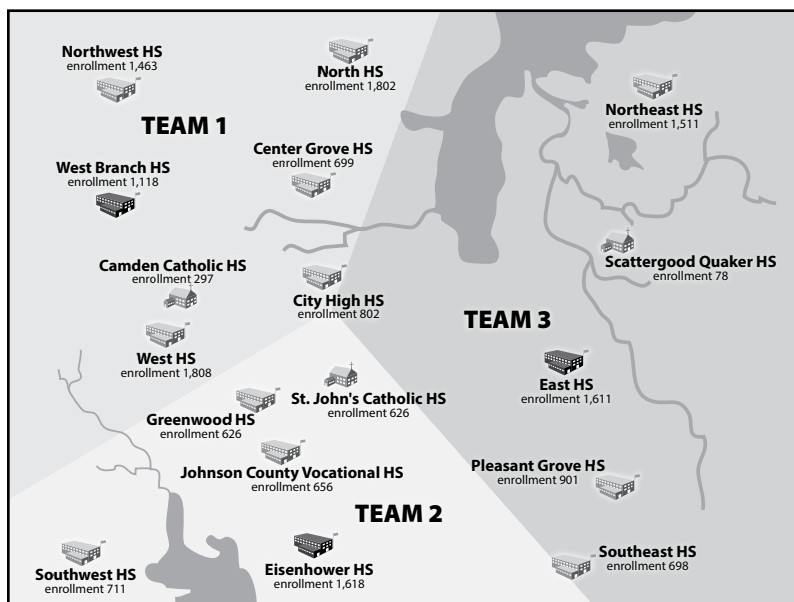 Northwest HS
enrollment 1,463
North HS
enrollment 1,802
Northeast HS
enrollment 1,511
TEAM 1
Center Grove HS
enrollment 699
West Branch HS
enrollment 1,118
Camden Catholic HS
enrollment 297
Scattergood Quaker HS
enrollment 78
City High HS
enrollment 802
TEAM 3
West HS
enrollment 1,808
East HS
enrollment 1,611
St. John's Catholic HS
enrollment 626
Greenwood HS
enrollment 626
Johnson County Vocational HS
enrollment 656
Pleasant Grove HS
enrollment 901
TEAM 2
Southwest HS
enrollment 711
Eisenhower HS
enrollment 1,618
Southeast HS
enrollment 698